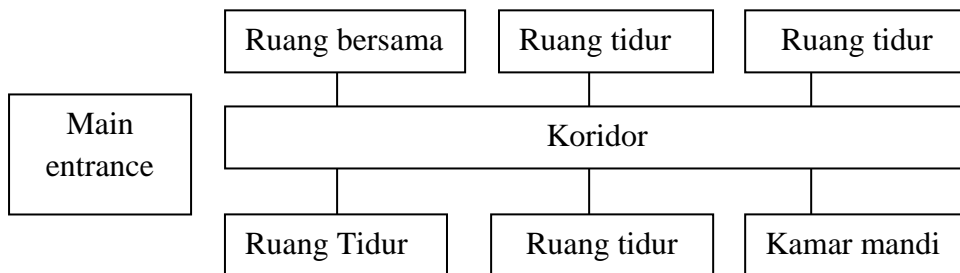 Ruang bersama
Ruang tidur
Ruang tidur
Main
entrance
Koridor
Ruang Tidur
Ruang tidur
Kamar mandi